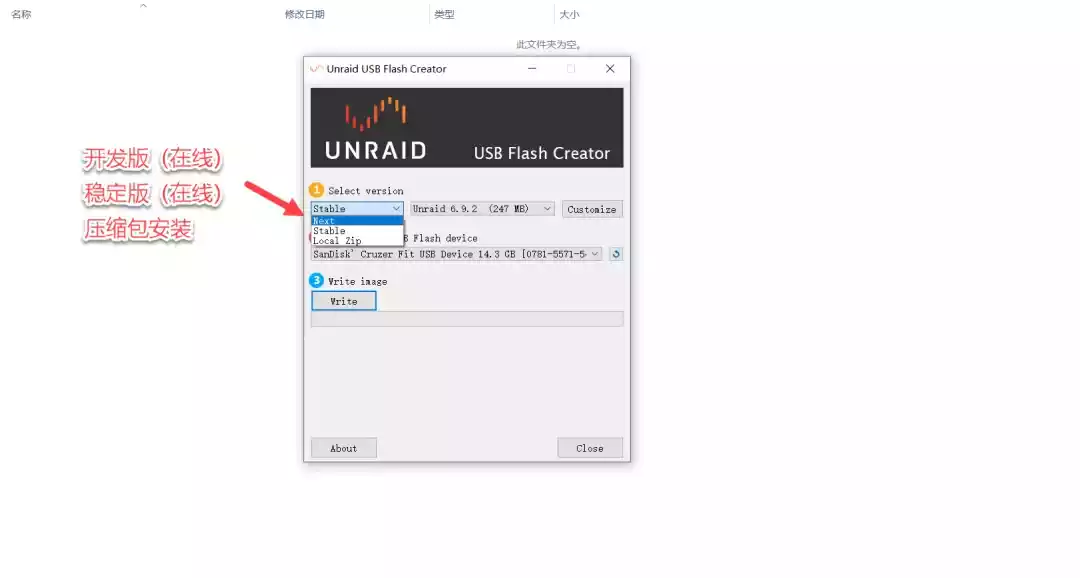 名称 修改日期 类型 大小
此文件夹为空。
Unraid USB Flash Creator
UNRAID USB Flash Creator
开发版（在线）
稳定版（在线）
压缩包安装
1 Select version
Stable Unraid 6.9.2 (247 MB) Customize
Next
Stable
Local Zip
Flash device
SanDisk' Cruzer Fit USB Device 14.3 GB [0781-5571-5
3 Write image
Write
About Close